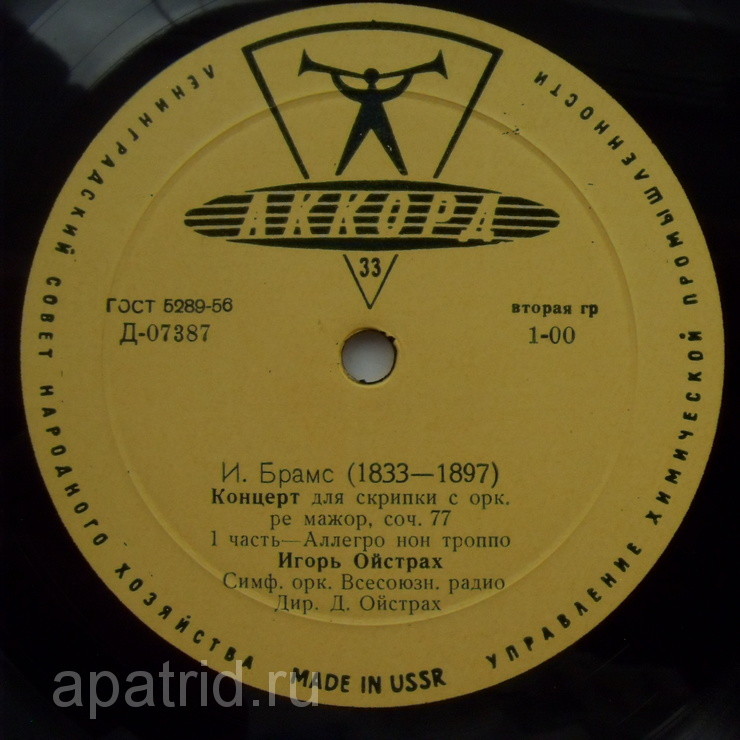 ЛЕНИНГРАДСКИЙ СОВЕТ НАРОДНОГО ХОЗЯЙСТВА
УПРАВЛЕНИЕ ХИМИЧЕСКОЙ ПРОМЫШЛЕННОСТИ
АККОРД
33
ГОСТ 5289-56
Д-07387
вторая гр
1-00
И. Брамс (1833—1897)
Концерт для скрипки с орк.
ре мажор, соч. 77
1 часть—Аллегро нон троппо
Игорь Ойстрах
Симф. орк. Всесоюзн. радио
Дир. Д. Ойстрах
MADE IN USSR
apatrid.ru